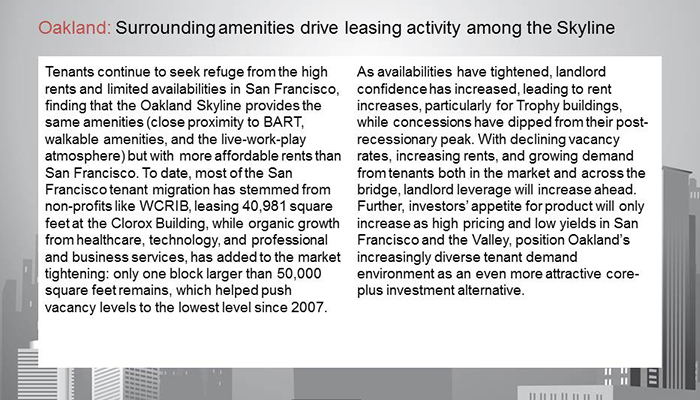 Oakland: Surrounding amenities drive leasing activity among the Skyline
Tenants continue to seek refuge from the high
rents and limited availabilities in San Francisco,
finding that the Oakland Skyline provides the
same amenities (close proximity to BART,
walkable amenities, and the live-work-play
atmosphere) but with more affordable rents than
San Francisco. To date, most of the San
Francisco tenant migration has stemmed from
non-profits like WCRIB, leasing 40,981 square
feet at the Clorox Building, while organic growth
from healthcare, technology, and professional
and business services, has added to the market
tightening: only one block larger than 50,000
square feet remains, which helped push
vacancy levels to the lowest level since 2007.
As availabilities have tightened, landlord
confidence has increased, leading to rent
increases, particularly for Trophy buildings,
while concessions have dipped from their post-
recessionary peak. With declining vacancy
rates, increasing rents, and growing demand
from tenants both in the market and across the
bridge, landlord leverage will increase ahead.
Further, investors' appetite for product will only
increase as high pricing and low yields in San
Francisco and the Valley, position Oakland's
increasingly diverse tenant demand
environment as an even more attractive core-
plus investment alternative.